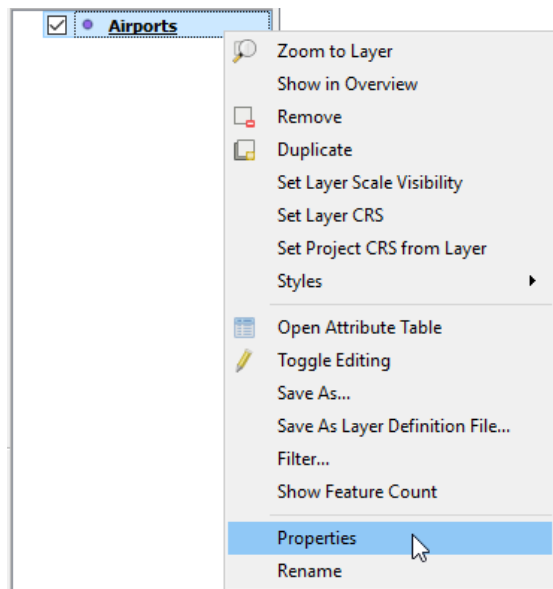 Airports
Zoom to Layer
Show in Overview
Remove
Duplicate
Set Layer Scale Visibility
Set Layer CRS
Set Project CRS from Layer
Styles
Open Attribute Table
Toggle Editing
Save As...
Save As Layer Definition File...
Filter...
Show Feature Count
Properties
Rename